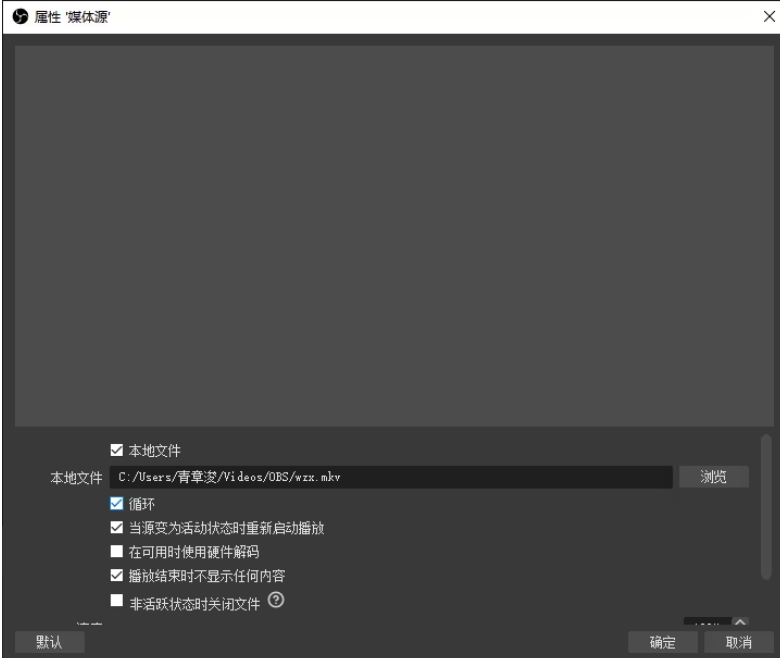 属性 '媒体源'
本地文件
本地文件 C:/Users/青章浚/Videos/OBS/wzx.mkv 浏览
循环
当源变为活动状态时重新启动播放
在可用时使用硬件解码
播放结束时不显示任何内容
非活跃状态时关闭文件 ?
默认 确定 取消